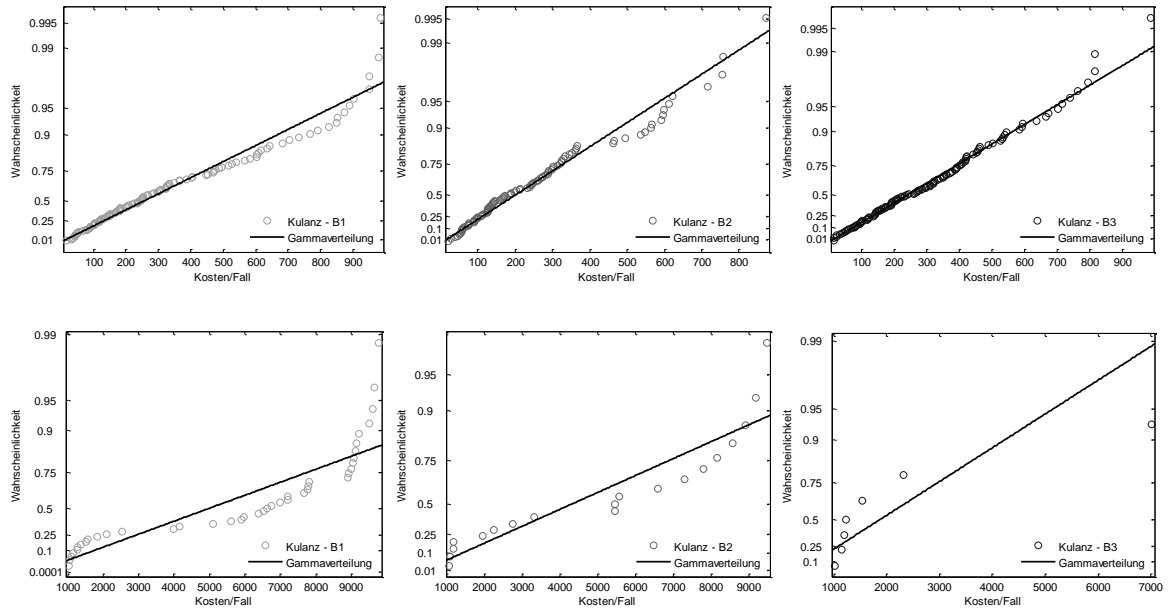 0.995
0.99
0.95
0.9
0.75
0.5
0.25
0.01
Wahrscheinlichkeit
Kulanz - B1
Gammaverteilung
100 200 300 400 500 600 700 800 900
Kosten/Fall
0.995
0.99
0.95
0.9
0.75
0.5
0.25
0.1
0.01
Wahrscheinlichkeit
Kulanz - B2
Gammaverteilung
100 200 300 400 500 600 700 800
Kosten/Fall
0.995
0.99
0.95
0.9
0.75
0.5
0.25
0.1
0.01
Wahrscheinlichkeit
Kulanz - B3
Gammaverteilung
100 200 300 400 500 600 700 800 900
Kosten/Fall
0.99
0.95
0.9
0.75
0.5
0.25
0.1
0.0001
Wahrscheinlichkeit
Kulanz - B1
Gammaverteilung
1000 2000 3000 4000 5000 6000 7000 8000 9000
Kosten/Fall
0.95
0.9
0.75
0.5
0.25
0.1
0.01
Wahrscheinlichkeit
Kulanz - B2
Gammaverteilung
1000 2000 3000 4000 5000 6000 7000 8000 9000
Kosten/Fall
0.99
0.95
0.9
0.75
0.5
0.25
0.1
Wahrscheinlichkeit
Kulanz - B3
Gammaverteilung
1000 2000 3000 4000 5000 6000 7000
Kosten/Fall